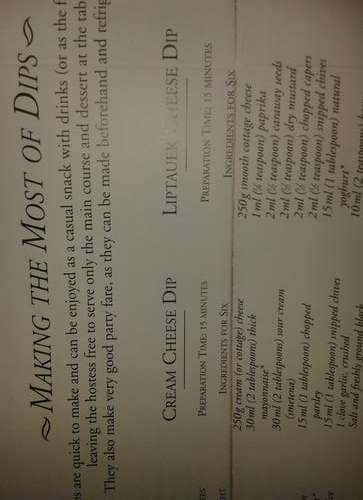 MAKING THE MOST OF DIPS
es are quick to make and can be enjoyed as a casual snack with drinks (or as the f
leaving the hostess free to serve only the main course and dessert at the tab
They also make very good party fare, as they can be made beforehand and refrig
CREAM CHEESE DIP
PREPARATION TIME: 15 MINUTES
INGREDIENTS FOR SIX
250g cream (or cottage) cheese
30ml (2 tablespoons) thick
mayonnaise*
30ml (2 tablespoons) sour cream
(smetena)
15ml (1 tablespoon) chopped
parsley
15ml (1 tablespoon) snipped chives
1 clove garlic, crushed
Salt and freshly ground black
LIPTAUER CHEESE DIP
PREPARATION TIME: 15 MINUTES
INGREDIENTS FOR SIX
250g smooth cottage cheese
1ml (¼ teaspoon) paprika
2ml (½ teaspoon) caraway seeds
2ml (½ teaspoon) dry mustard
2ml (½ teaspoon) chopped capers
2ml (½ teaspoon) snipped chives
15ml (1 tablespoon) natural
yoghurt*
10ml (2 teaspoons)